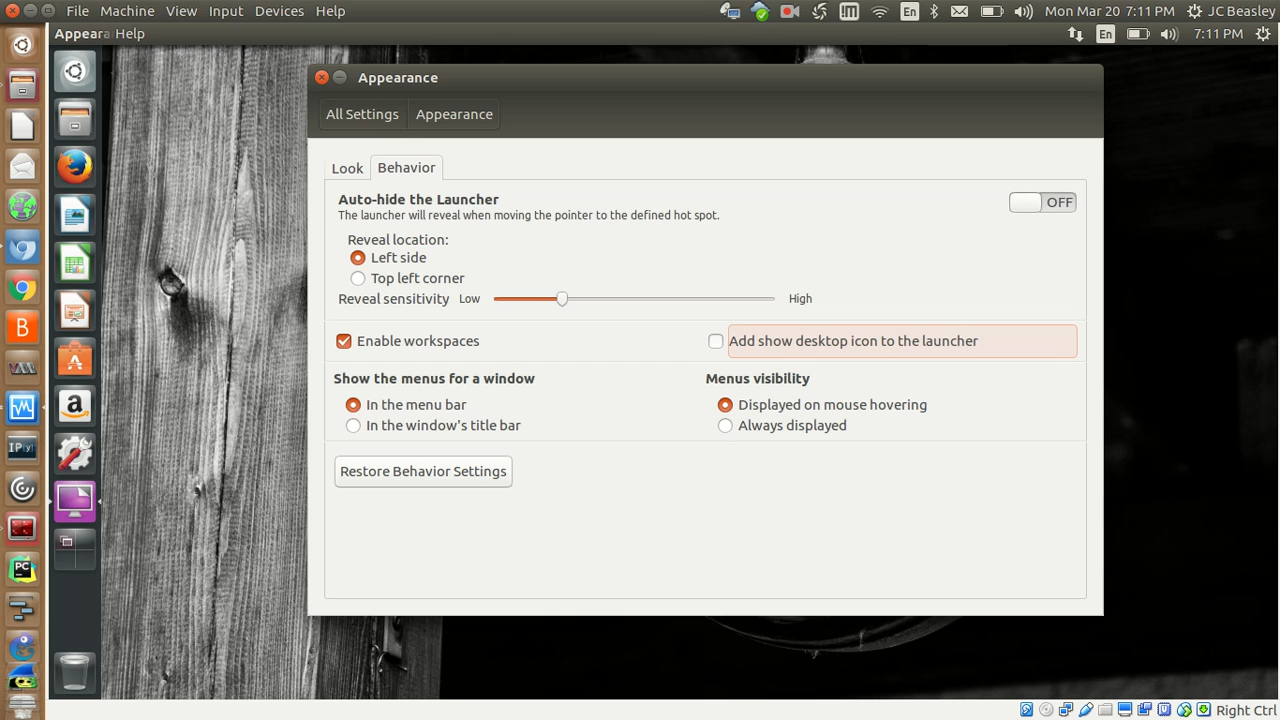 File Machine View Input Devices Help En Mon Mar 20 7:11 PM JC Beasley
Appeara Help En 7:11 PM
Appearance
All Settings Appearance
Look Behavior
Auto-hide the Launcher
OFF
The launcher will reveal when moving the pointer to the defined hot spot.
Reveal location:
Left side
Top left corner
Reveal sensitivity Low High
Enable workspaces Add show desktop icon to the launcher
Show the menus for a window Menus visibility
In the menu bar Displayed on mouse hovering
In the window's title bar Always displayed
Restore Behavior Settings
B
a
IP
PC
Right Ctrl